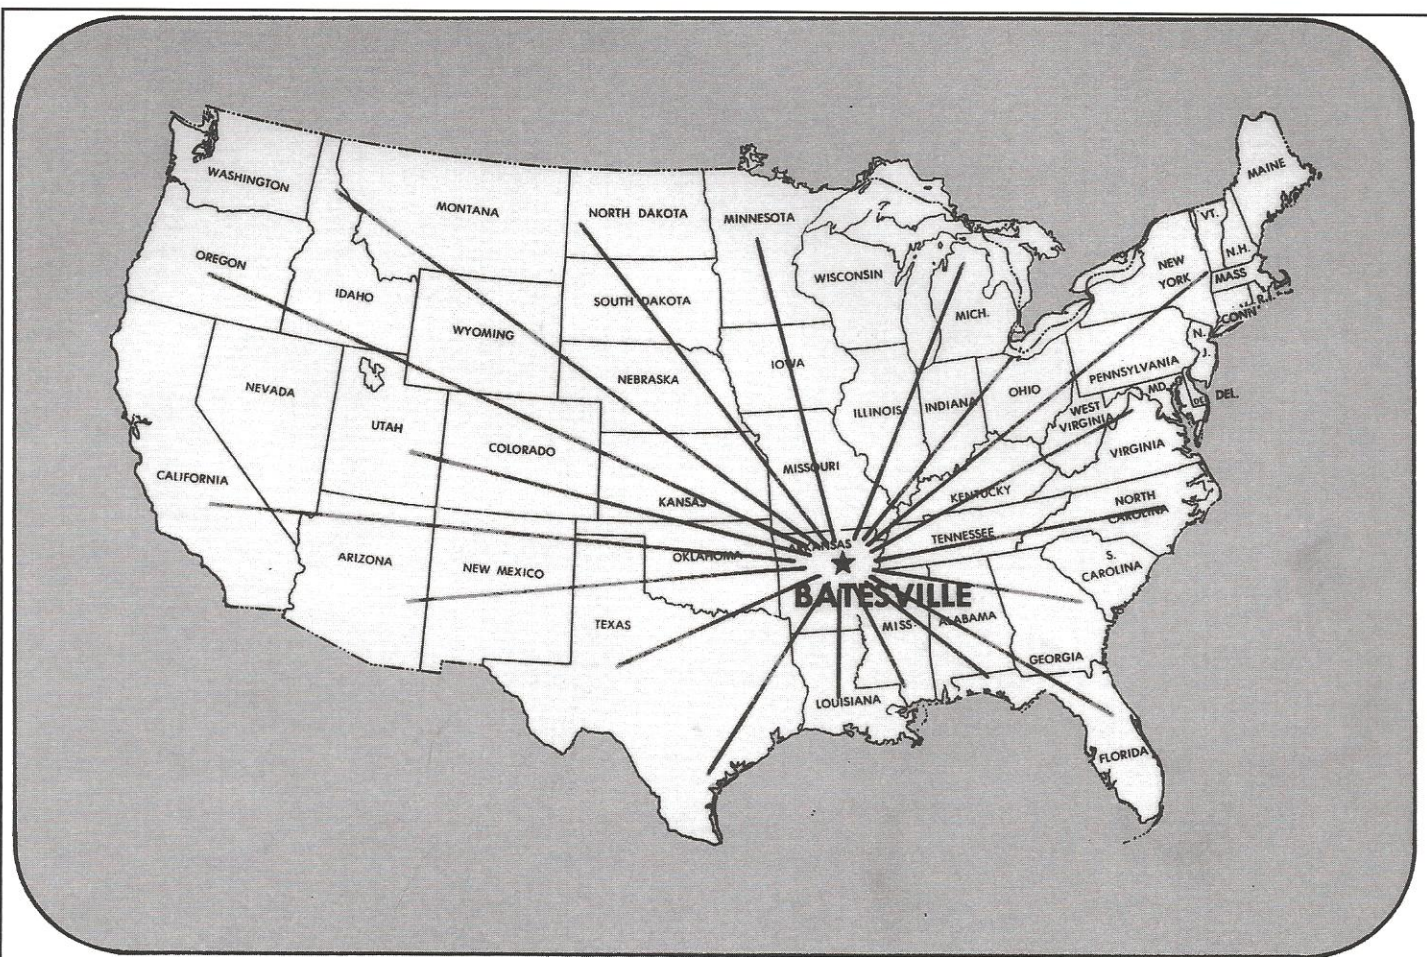 WASHINGTON
MONTANA
NORTH DAKOTA
MINNESOTA
MAINE
VT.
N.H.
OREGON
IDAHO
WYOMING
SOUTH DAKOTA
WISCONSIN
MICH.
NEW
YORK
MASS
R.I.
CONN
NEVADA
UTAH
COLORADO
NEBRASKA
IOWA
ILLINOIS
INDIANA
OHIO
PENNSYLVANIA
N.
J.
MD.
DE.
DEL.
WEST
VIRGINIA
VIRGINIA
CALIFORNIA
KANSAS
MISSOURI
KENTUCKY
NORTH
CAROLINA
ARIZONA
NEW MEXICO
OKLAHOMA
ARKANSAS
TENNESSEE
S.
CAROLINA
BATESVILLE
TEXAS
MISS.
ALABAMA
GEORGIA
LOUISIANA
FLORIDA